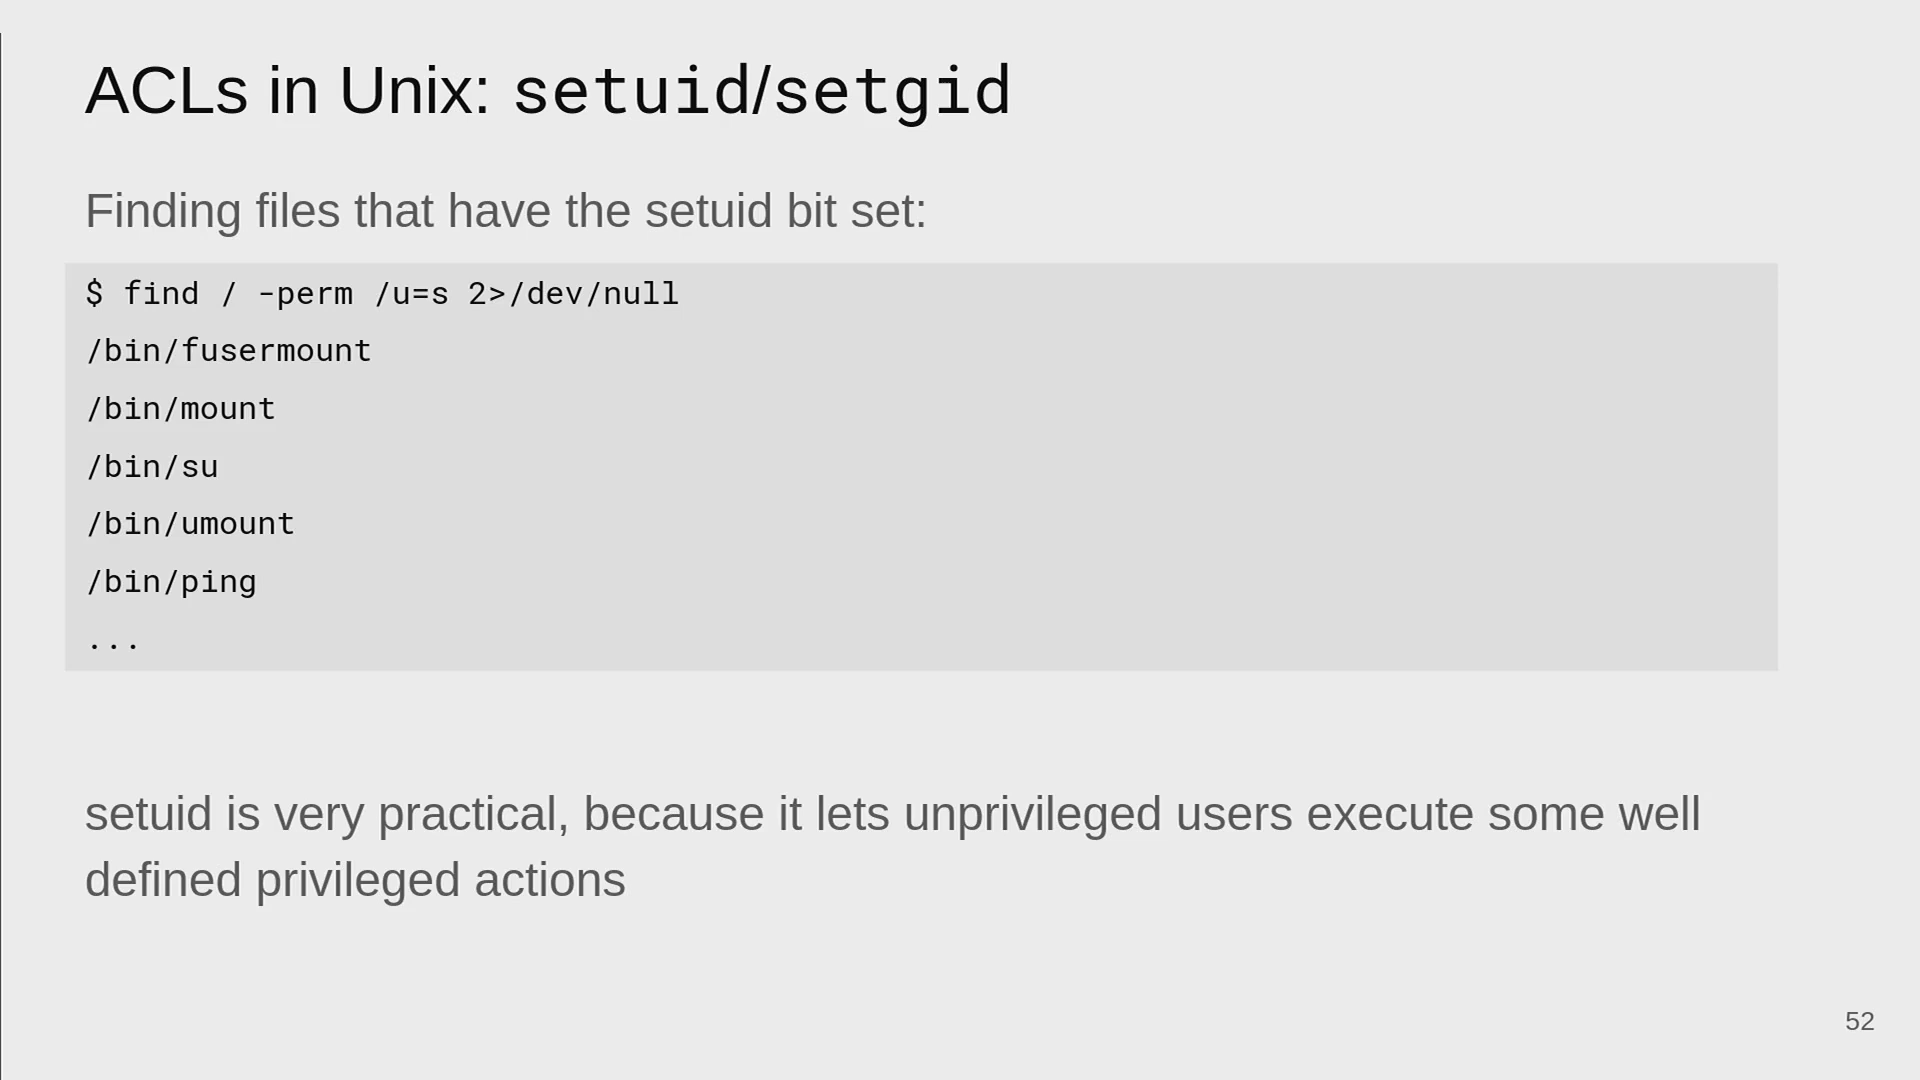 ACLs in Unix: setuid/setgid
Finding files that have the setuid bit set:
$ find / -perm /u=s 2>/dev/null
/bin/fusermount
/bin/mount
/bin/su
/bin/umount
/bin/ping
...
setuid is very practical, because it lets unprivileged users execute some well
defined privileged actions
52